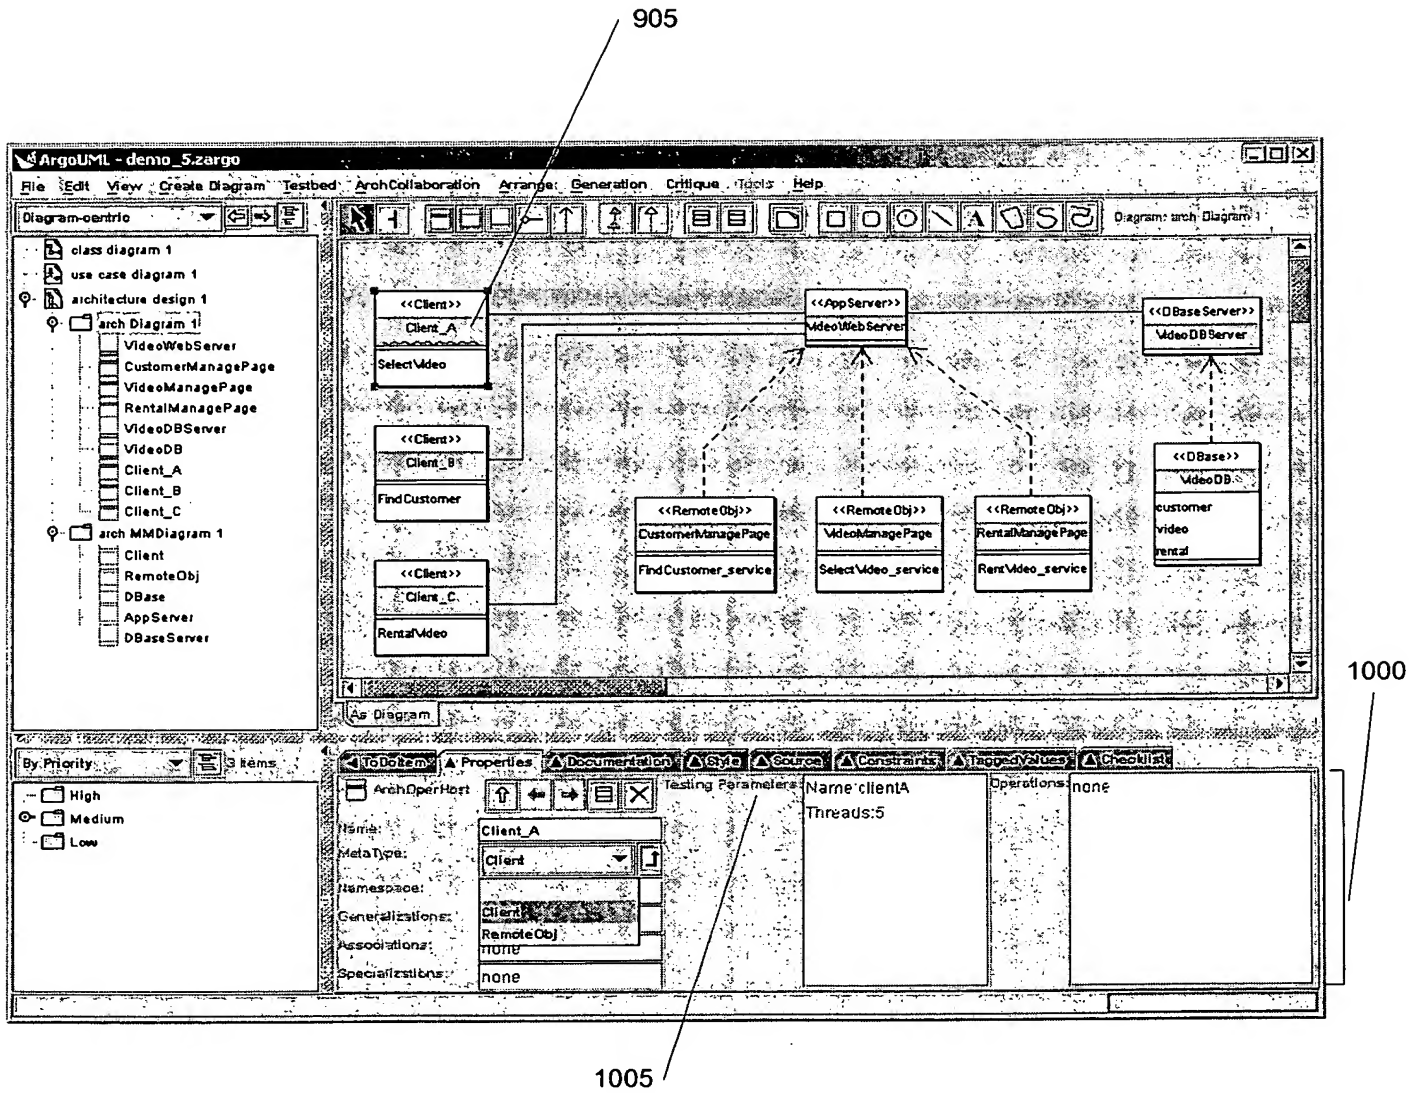 905
ArgoUML - demo_5.zargo
File Edit View Create Diagram Testbed ArchCollaboration Arrange Generation Critique Tools Help
Diagram-centric
Diagram: arch Diagram 1
class diagram 1
use case diagram 1
architecture design 1
arch Diagram 1
VideoWebServer
CustomerManagePage
VideoManagePage
RentalManagePage
VideoDBServer
VideoDB
Client_A
Client_B
Client_C
arch MMDiagram 1
Client
RemoteObj
DBase
AppServer
DBaseServer
<<Client>>
Client_A
SelectVideo
<<Client>>
Client_B
FindCustomer
<<Client>>
Client_C
RentalVideo
<<AppServer>>
VideoWebServer
<<DBaseServer>>
VideoDBServer
<<RemoteObj>>
CustomerManagePage
FindCustomer_service
<<RemoteObj>>
VideoManagePage
SelectVideo_service
<<RemoteObj>>
RentalManagePage
RentVideo_service
<<DBase>>
VideoDB
customer
video
rental
As Diagram
1000
By Priority
3 Items
High
Medium
Low
ToDoItem Properties Documentation Style Source Constraints TaggedValues Checklist
ArchOperHost
Name:
Client_A
MetaType:
Client
Namespace:
Client
Generalizations:
RemoteObj
Associations:
none
Specializations:
none
Testing Parameters:
Name:clientA
Threads:5
Operations:
none
1005